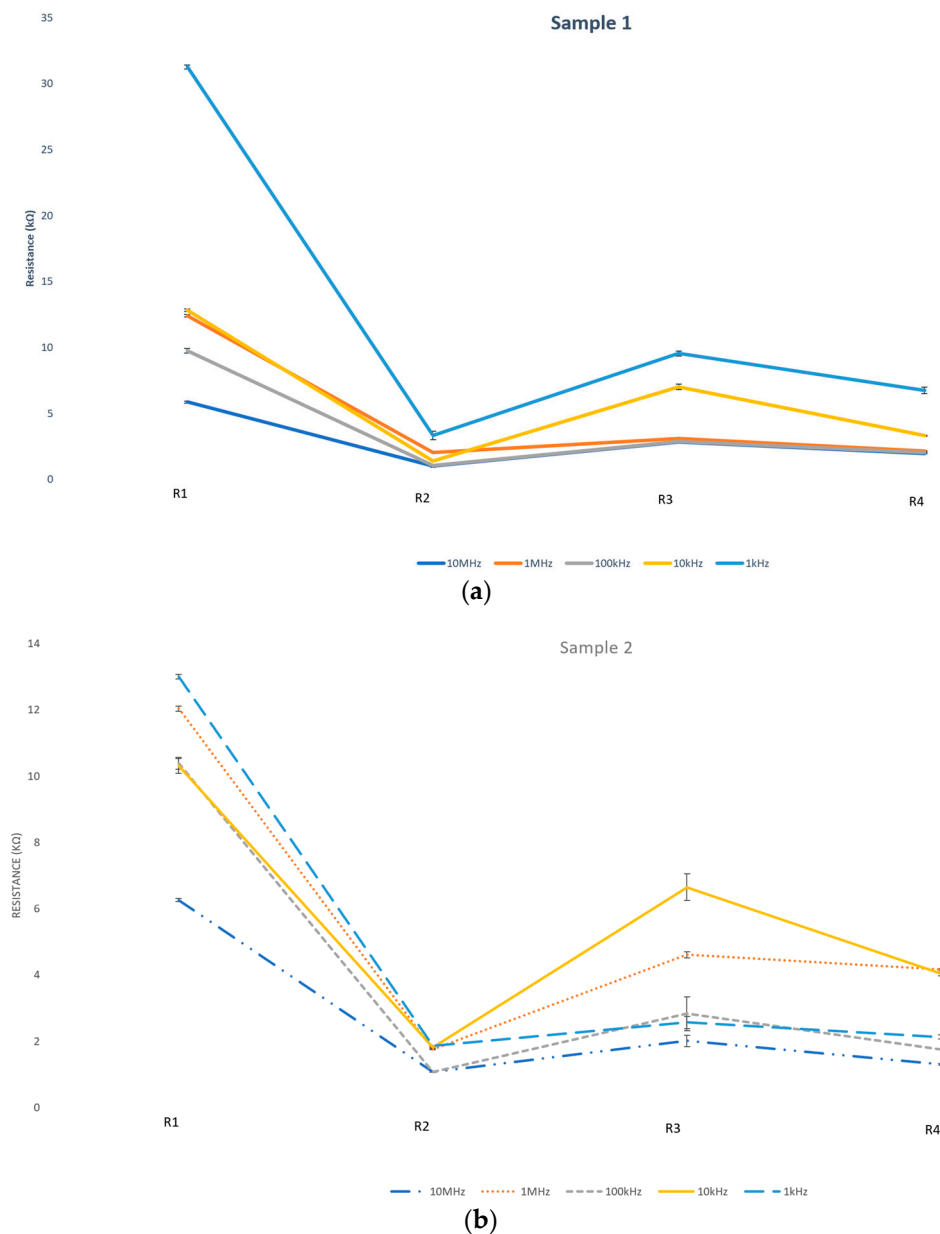 Sample 1
35
30
25
20
15
10
5
0
Resistance (kΩ)
R1 R2 R3 R4
10MHz 1MHz 100kHz 10kHz 1kHz
(a)
Sample 2
14
12
10
8
6
4
2
0
RESISTANCE (KΩ)
R1 R2 R3 R4
10MHz 1MHz 100kHz 10kHz 1kHz
(b)